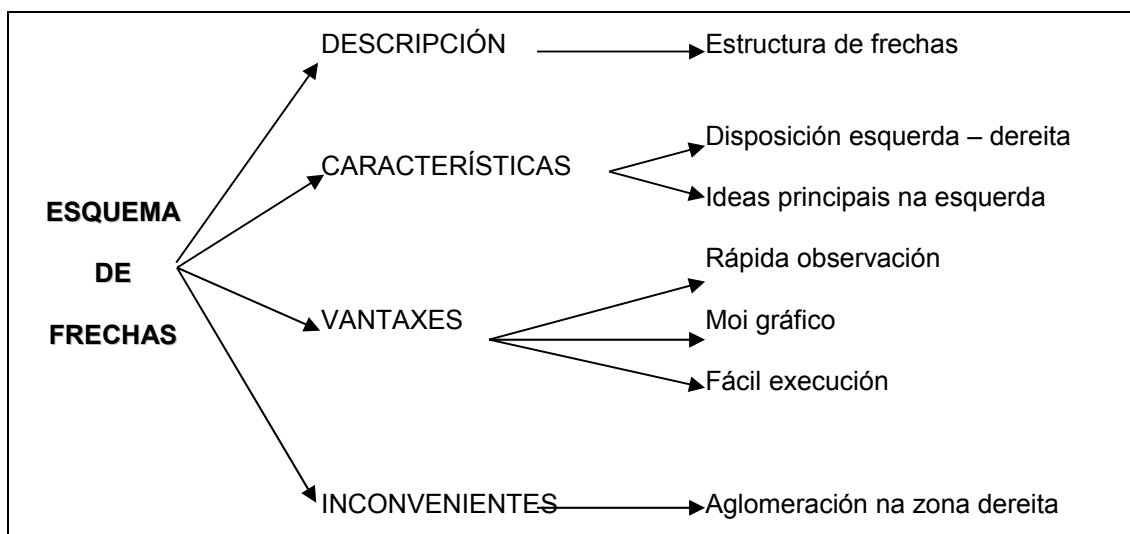 ESQUEMA
DE
FRECHAS
DESCRIPCIÓN
Estructura de frechas
CARACTERÍSTICAS
Disposición esquerda – dereita
Ideas principais na esquerda
VANTAXES
Rápida observación
Moi gráfico
Fácil execución
INCONVENIENTES
Aglomeración na zona dereita